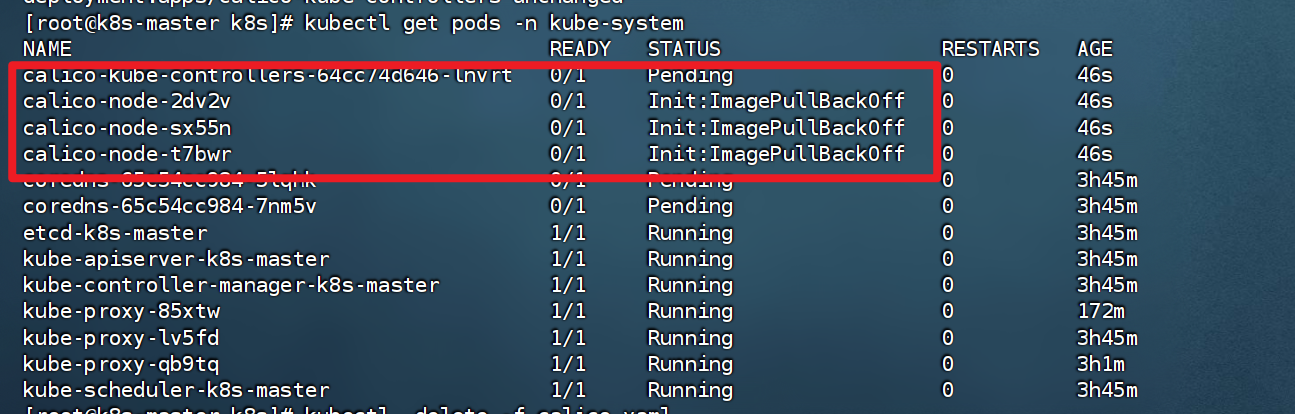 deployment.apps/calico-kube-controllers unchanged
[root@k8s-master k8s]# kubectl get pods -n kube-system
NAME READY STATUS RESTARTS AGE
calico-kube-controllers-64cc74d646-lnvrt 0/1 Pending 0 46s
calico-node-2dv2v 0/1 Init:ImagePullBackOff 0 46s
calico-node-sx55n 0/1 Init:ImagePullBackOff 0 46s
calico-node-t7bwr 0/1 Init:ImagePullBackOff 0 46s
coredns-65c54cc984-5lqhk 0/1 Pending 0 3h45m
coredns-65c54cc984-7nm5v 0/1 Pending 0 3h45m
etcd-k8s-master 1/1 Running 0 3h45m
kube-apiserver-k8s-master 1/1 Running 0 3h45m
kube-controller-manager-k8s-master 1/1 Running 0 3h45m
kube-proxy-85xtw 1/1 Running 0 172m
kube-proxy-lv5fd 1/1 Running 0 3h45m
kube-proxy-qb9tq 1/1 Running 0 3h1m
kube-scheduler-k8s-master 1/1 Running 0 3h45m
[root@k8s-master k8s]# kubectl delete -f calico.yaml